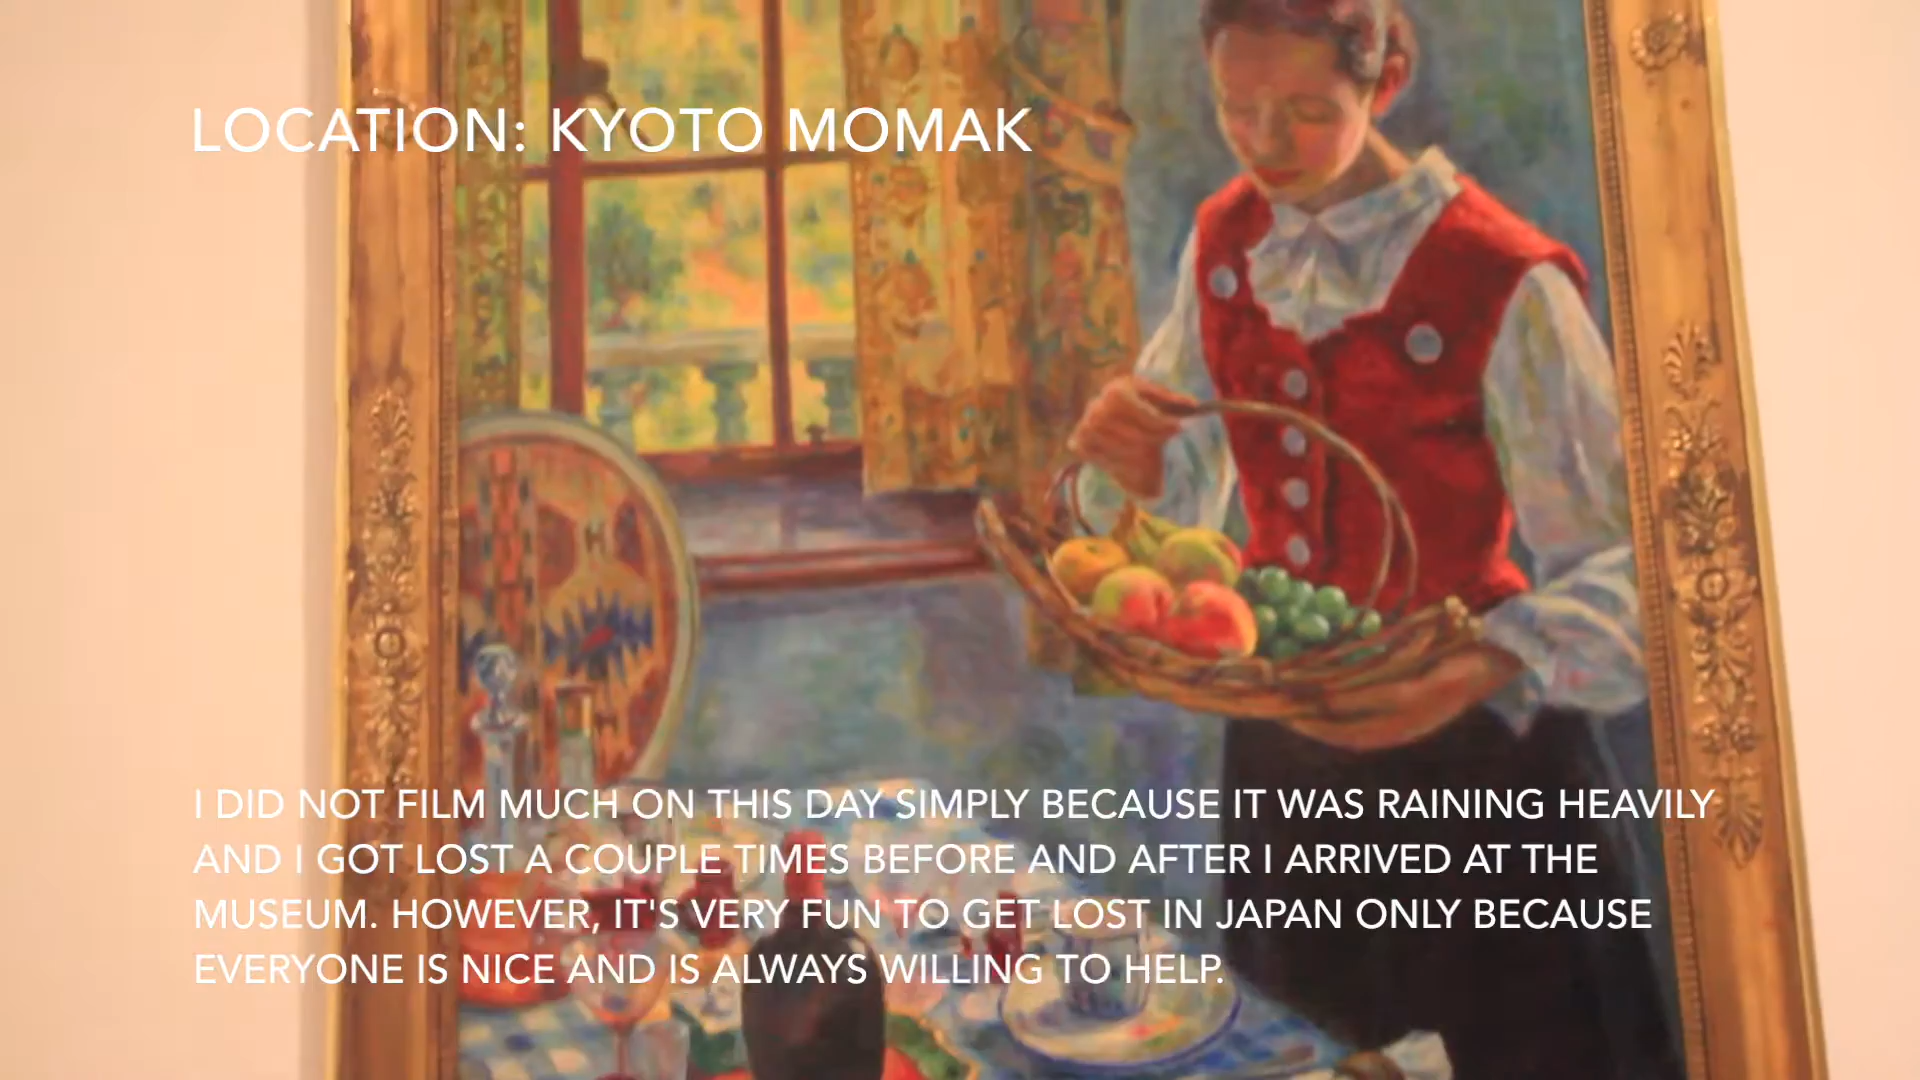 LOCATION: KYOTO MOMAK
I DID NOT FILM MUCH ON THIS DAY SIMPLY BECAUSE IT WAS RAINING HEAVILY
AND I GOT LOST A COUPLE TIMES BEFORE AND AFTER I ARRIVED AT THE
MUSEUM. HOWEVER, IT'S VERY FUN TO GET LOST IN JAPAN ONLY BECAUSE
EVERYONE IS NICE AND IS ALWAYS WILLING TO HELP.